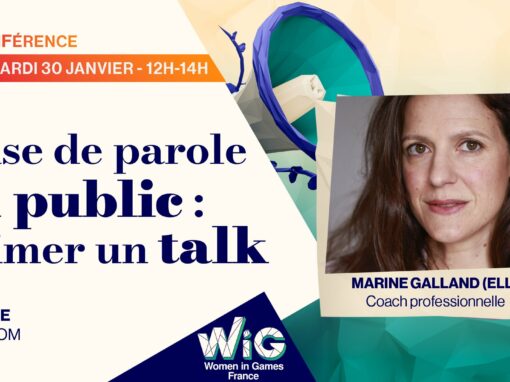 FÉRENCE
ARDI 30 JANVIER - 12H-14H
ise de parole
public :
imer un talk
MARINE GALLAND (ELL
Coach professionnelle
E
OM
WiG
Women in Games
France